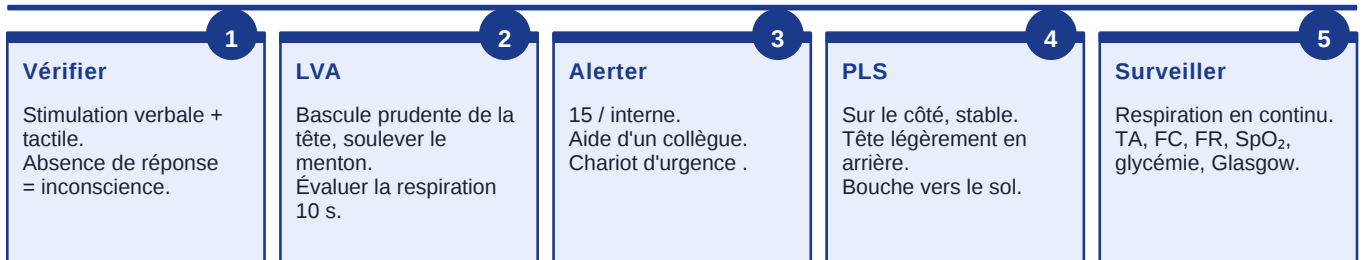 1
Vérifier
Stimulation verbale +
tactile.
Absence de réponse
= inconscience.
2
LVA
Bascule prudente de la
tête, soulever le
menton.
Évaluer la respiration
10 s.
3
Alerter
15 / interne.
Aide d'un collègue.
Chariot d'urgence .
4
PLS
Sur le côté, stable.
Tête légèrement en
arrière.
Bouche vers le sol.
5
Surveiller
Respiration en continu.
TA, FC, FR, SpO₂,
glycémie, Glasgow.